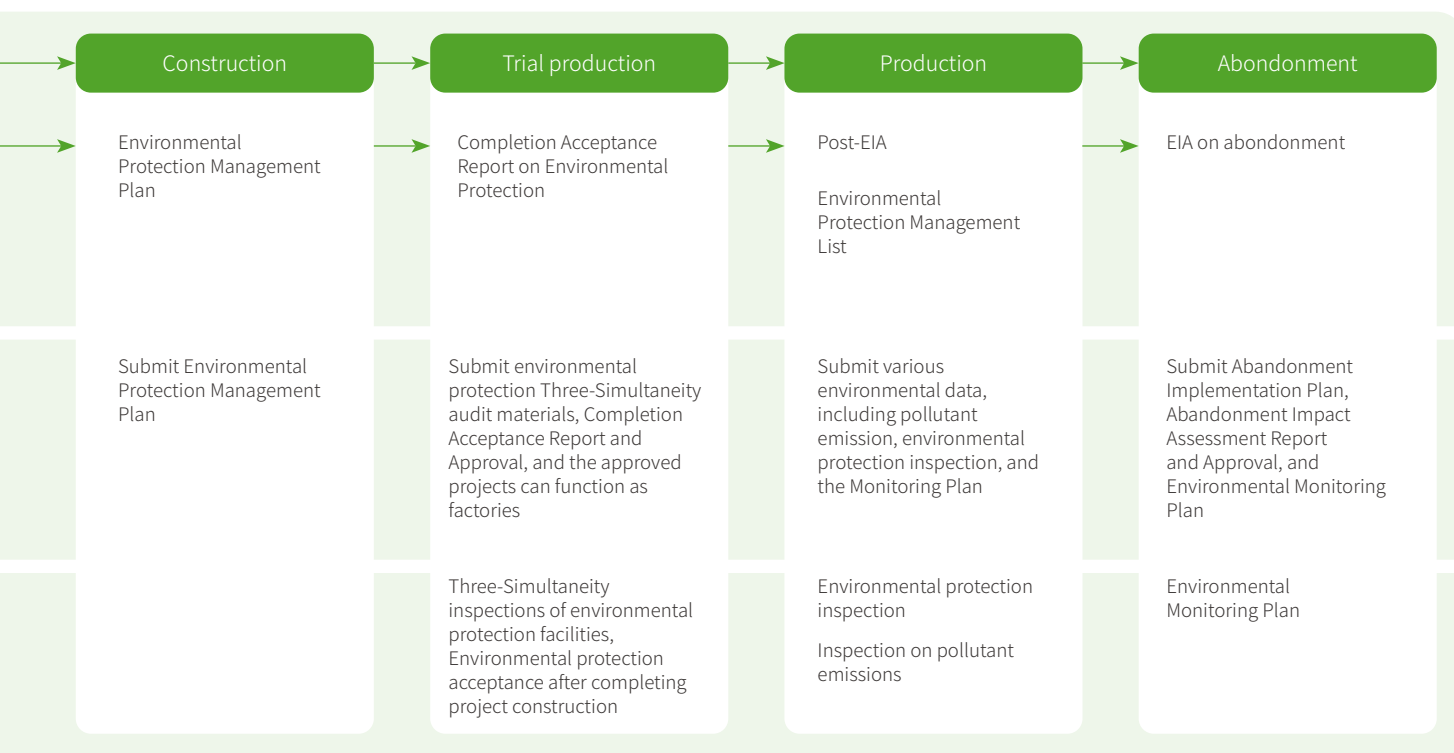 Construction
Trial production
Production
Abondonment
Environmental
Protection Management
Plan
Completion Acceptance
Report on Environmental
Protection
Post-EIA
Environmental
Protection Management
List
EIA on abondonment
Submit Environmental
Protection Management
Plan
Submit environmental
protection Three-Simultaneity
audit materials, Completion
Acceptance Report and
Approval, and the approved
projects can function as
factories
Submit various
environmental data,
including pollutant
emission, environmental
protection inspection, and
the Monitoring Plan
Submit Abandonment
Implementation Plan,
Abandonment Impact
Assessment Report
and Approval, and
Environmental Monitoring
Plan
Three-Simultaneity
inspections of environmental
protection facilities,
Environmental protection
acceptance after completing
project construction
Environmental protection
inspection
Inspection on pollutant
emissions
Environmental
Monitoring Plan